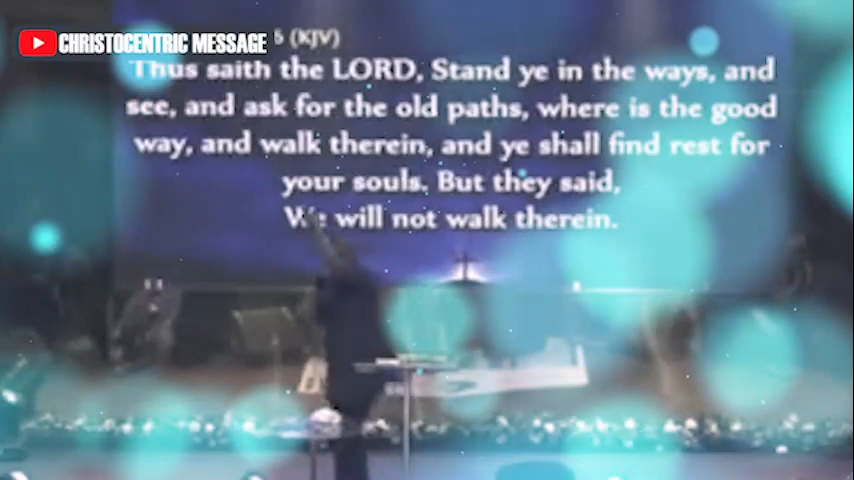 CHRISTOCENTRIC MESSAGE
(KJV)
Thus saith the LORD, Stand ye in the ways, and
see, and ask for the old paths, where is the good
way, and walk therein, and ye shall find rest for
your souls. But they said,
We will not walk therein.